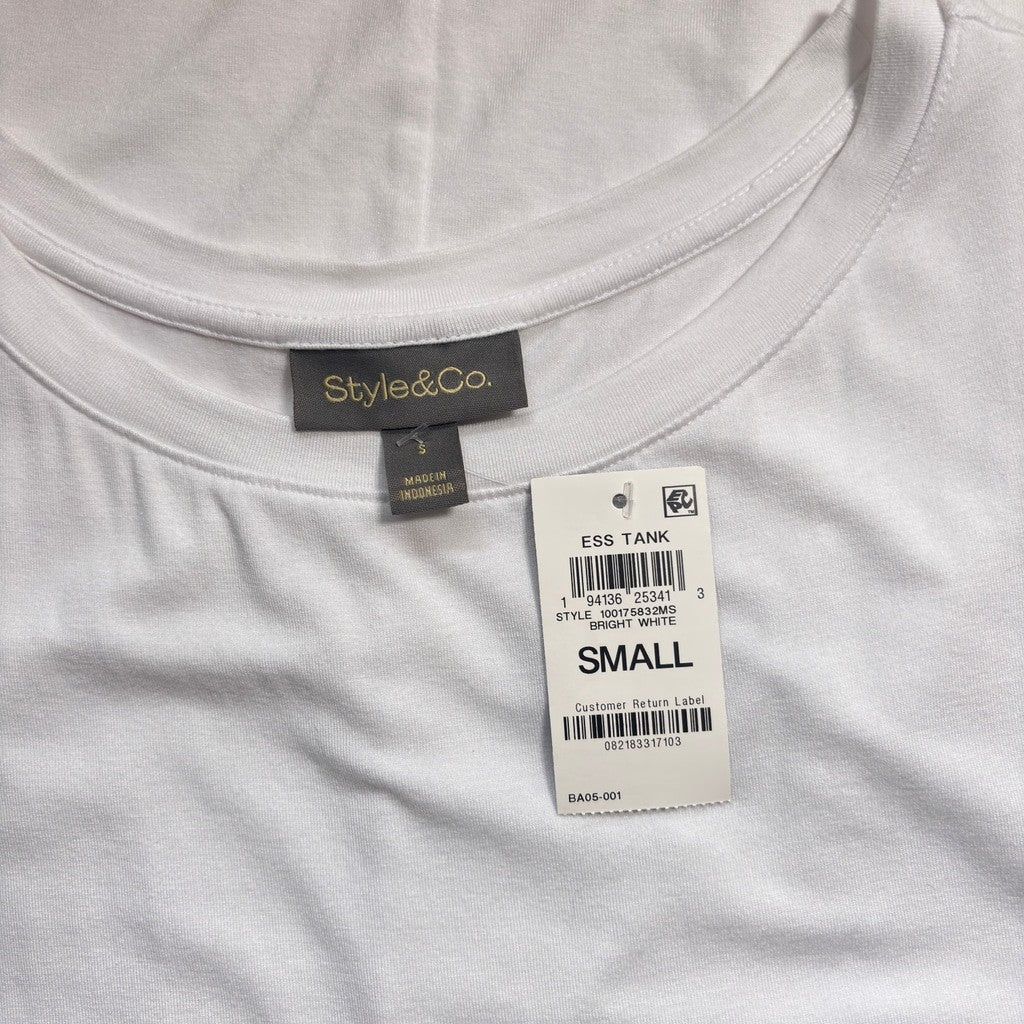 Style&Co.
S
MADE IN
INDONESIA
EPC™
ESS TANK
1 94136 25341 3
STYLE 100175832MS
BRIGHT WHITE
SMALL
Customer Return Label
082183317103
BA05-001